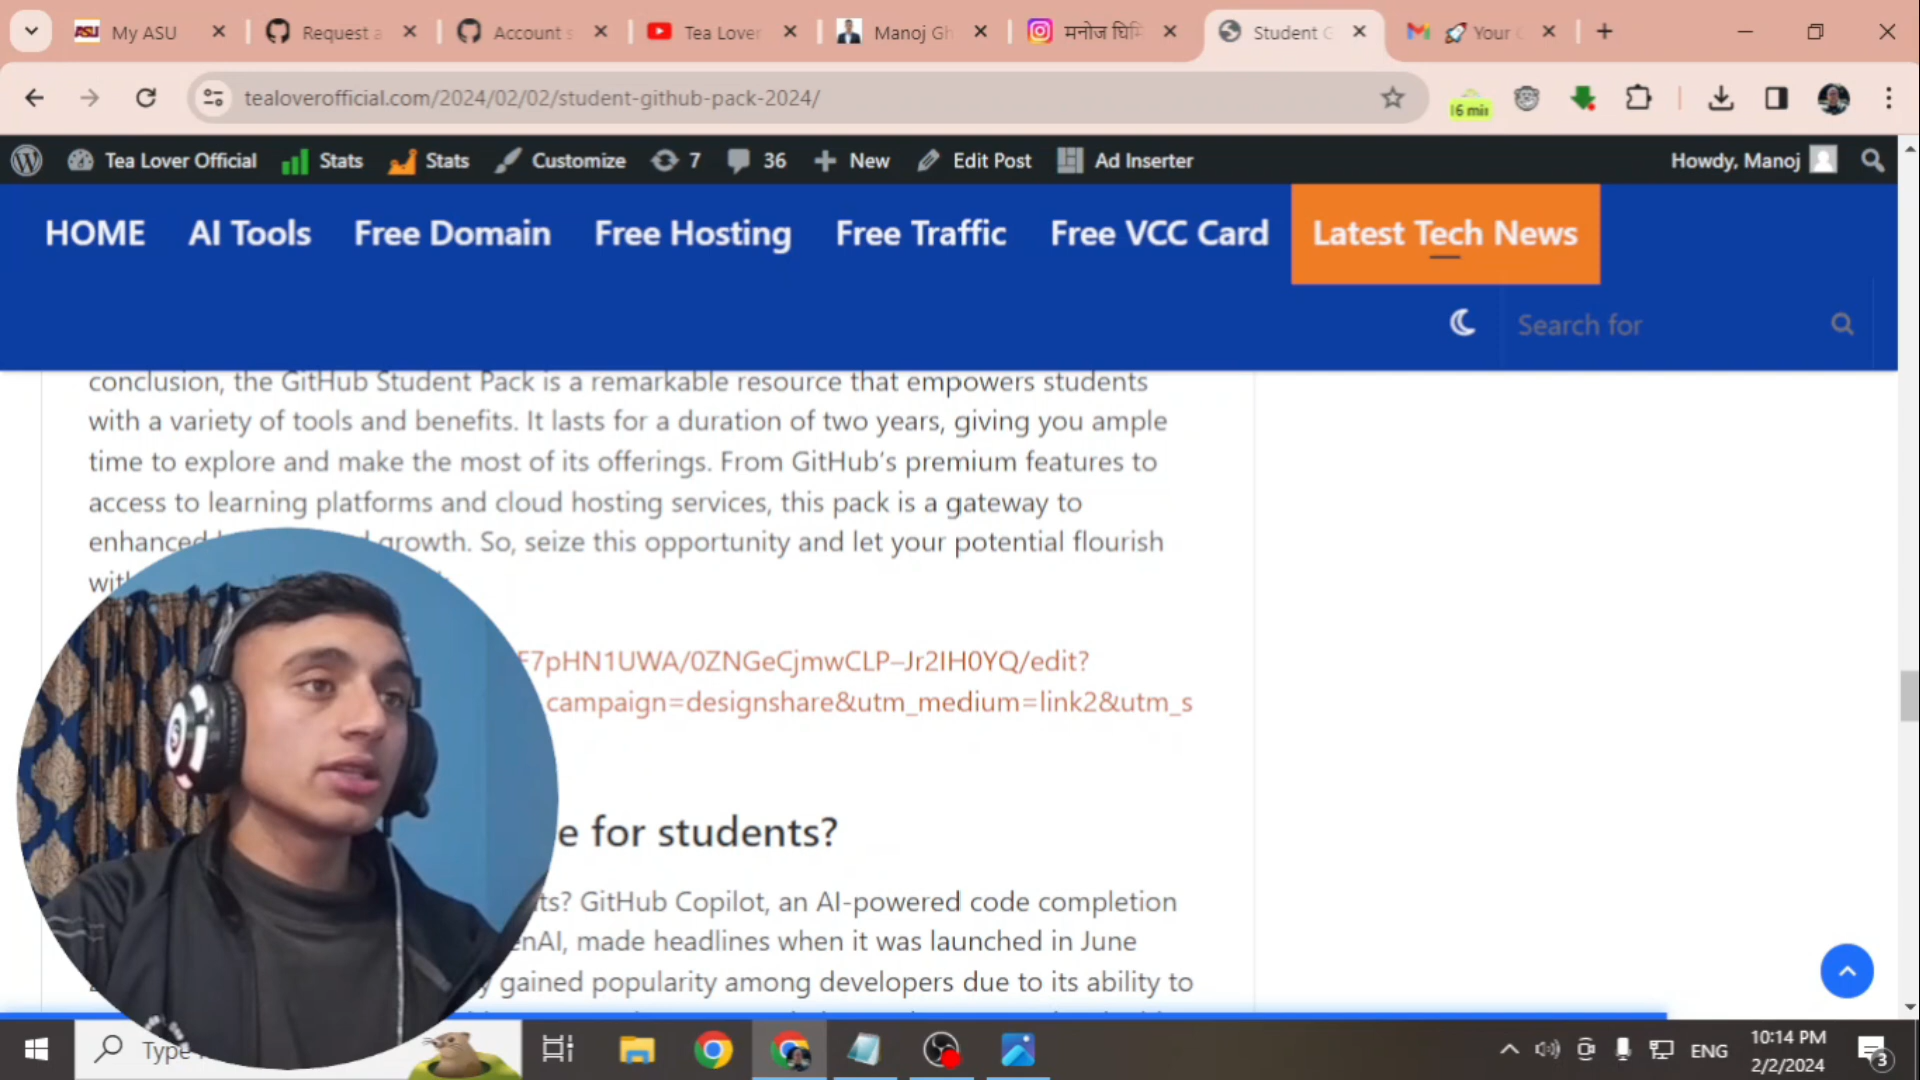 My ASU
Request a
Account s
Tea Lover
Manoj Gh
मनोज घिमि
Student G
Your G
tealoverofficial.com/2024/02/02/student-github-pack-2024/
16 min
Tea Lover Official
Stats
Stats
Customize
7
36
New
Edit Post
Ad Inserter
Howdy, Manoj
HOME
AI Tools
Free Domain
Free Hosting
Free Traffic
Free VCC Card
Latest Tech News
Search for
conclusion, the GitHub Student Pack is a remarkable resource that empowers students
with a variety of tools and benefits. It lasts for a duration of two years, giving you ample
time to explore and make the most of its offerings. From GitHub’s premium features to
access to learning platforms and cloud hosting services, this pack is a gateway to
enhanced growth. So, seize this opportunity and let your potential flourish
F7pHN1UWA/0ZNGeCjmwCLP–Jr2IH0YQ/edit?
campaign=designshare&utm_medium=link2&utm_s
e for students?
ts? GitHub Copilot, an AI-powered code completion
enAI, made headlines when it was launched in June
y gained popularity among developers due to its ability to
Type
ENG
10:14 PM
2/2/2024
3